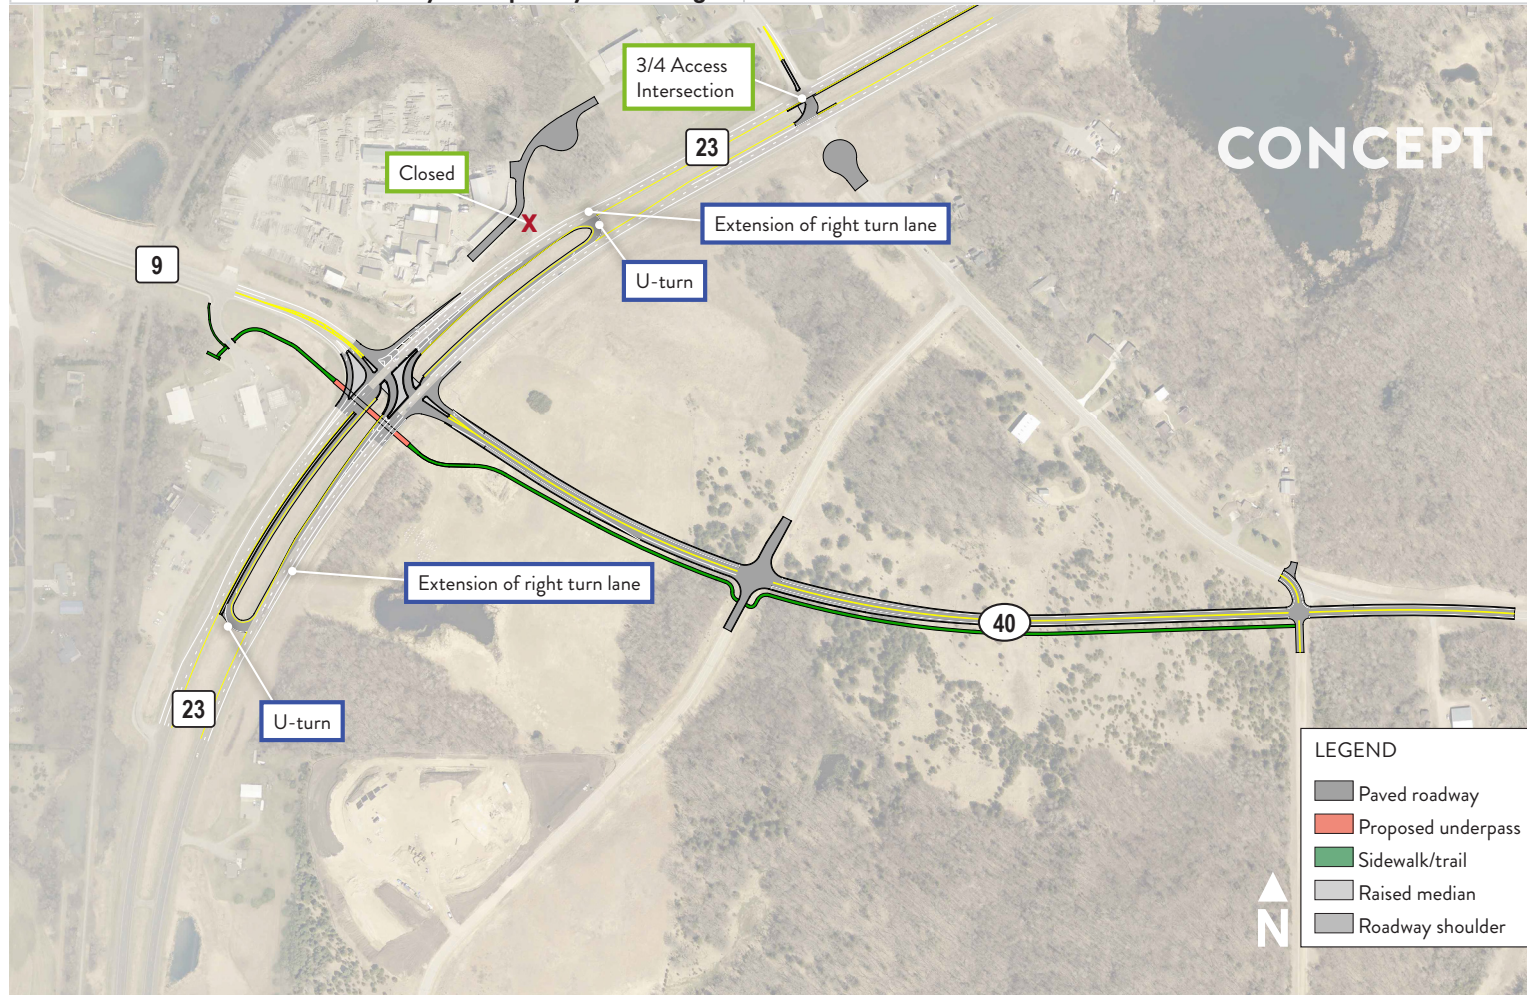 3/4 Access
Intersection
23
CONCEPT
Closed
X
Extension of right turn lane
9
U-turn
Extension of right turn lane
40
23
U-turn
LEGEND
Paved roadway
Proposed underpass
Sidewalk/trail
Raised median
Roadway shoulder
N